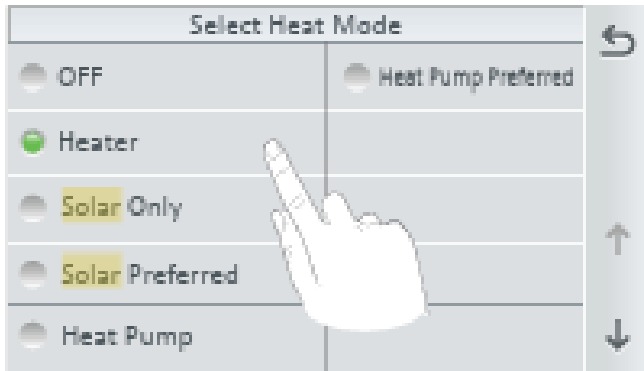 Select Heat Mode
OFF
Heat Pump Preferred
Heater
Solar Only
Solar Preferred
Heat Pump